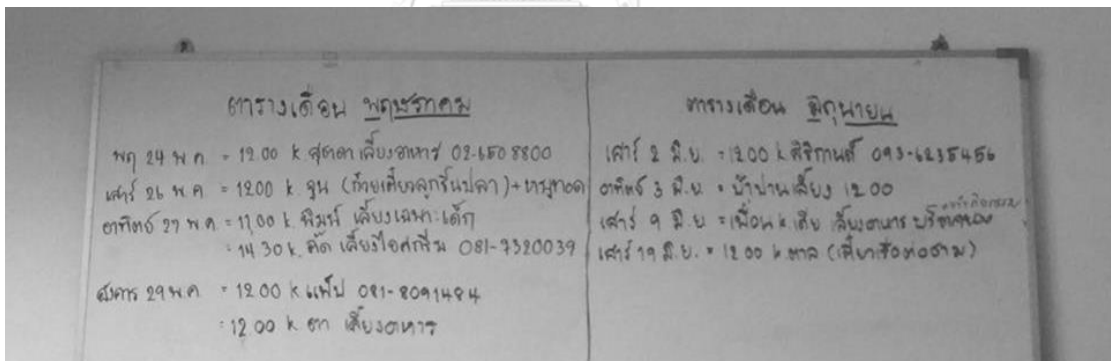 ตารางเดือน พฤษภาคม
พฤ 24 พ.ค. = 12.00 k สุดตา เลี้ยงอาหาร 02-650 8800
เสาร์ 26 พ.ค = 12.00 k จุน (ก๋วยเตี๋ยวลูกชิ้นปลา) + หมูทอด
อาทิตย์ 27 พ.ค. = 11.00 k. พิมพ์ เลี้ยงเฉพาะเด็ก
= 14.30 k. คัด เลี้ยงไอศกรีม 081-7320039
อังคาร 29 พ.ค. = 12.00 k แพ็ป 081-8091484
= 12.00 k ตา เลี้ยงอาหาร
ตารางเดือน มิถุนายน
เสาร์ 2 มิ.ย. = 12.00 k สิริกานต์ 093-6235456
อาทิตย์ 3 มิ.ย. = เลี้ยง 12.00
เสาร์ 9 มิ.ย = เพื่อน k เลี้ยงอาหาร
เสาร์ 19 มิ.ย. = 12.00 k. ตาล